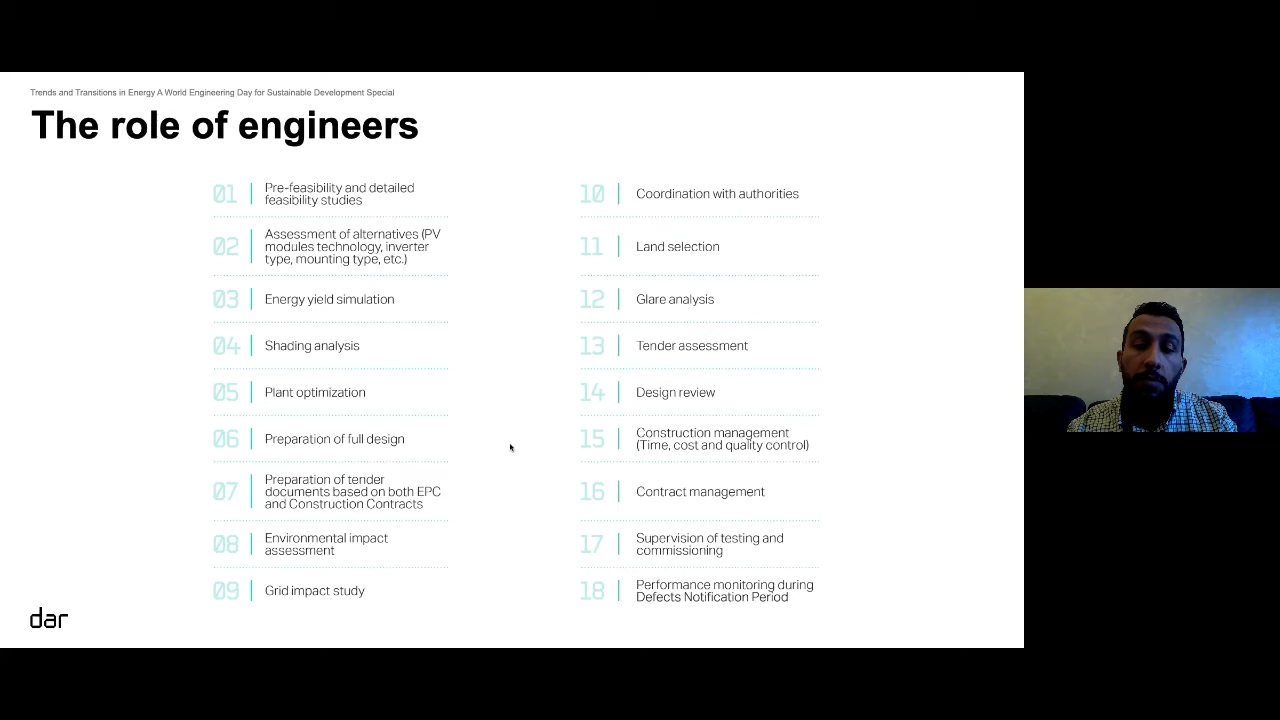 Trends and Transitions in Energy A World Engineering Day for Sustainable Development Special
The role of engineers
01
Pre-feasibility and detailed
feasibility studies
02
Assessment of alternatives (PV
modules technology, inverter
type, mounting type, etc.)
03
Energy yield simulation
04
Shading analysis
05
Plant optimization
06
Preparation of full design
07
Preparation of tender
documents based on both EPC
and Construction Contracts
08
Environmental impact
assessment
09
Grid impact study
10
Coordination with authorities
11
Land selection
12
Glare analysis
13
Tender assessment
14
Design review
15
Construction management
(Time, cost and quality control)
16
Contract management
17
Supervision of testing and
commissioning
18
Performance monitoring during
Defects Notification Period
dar